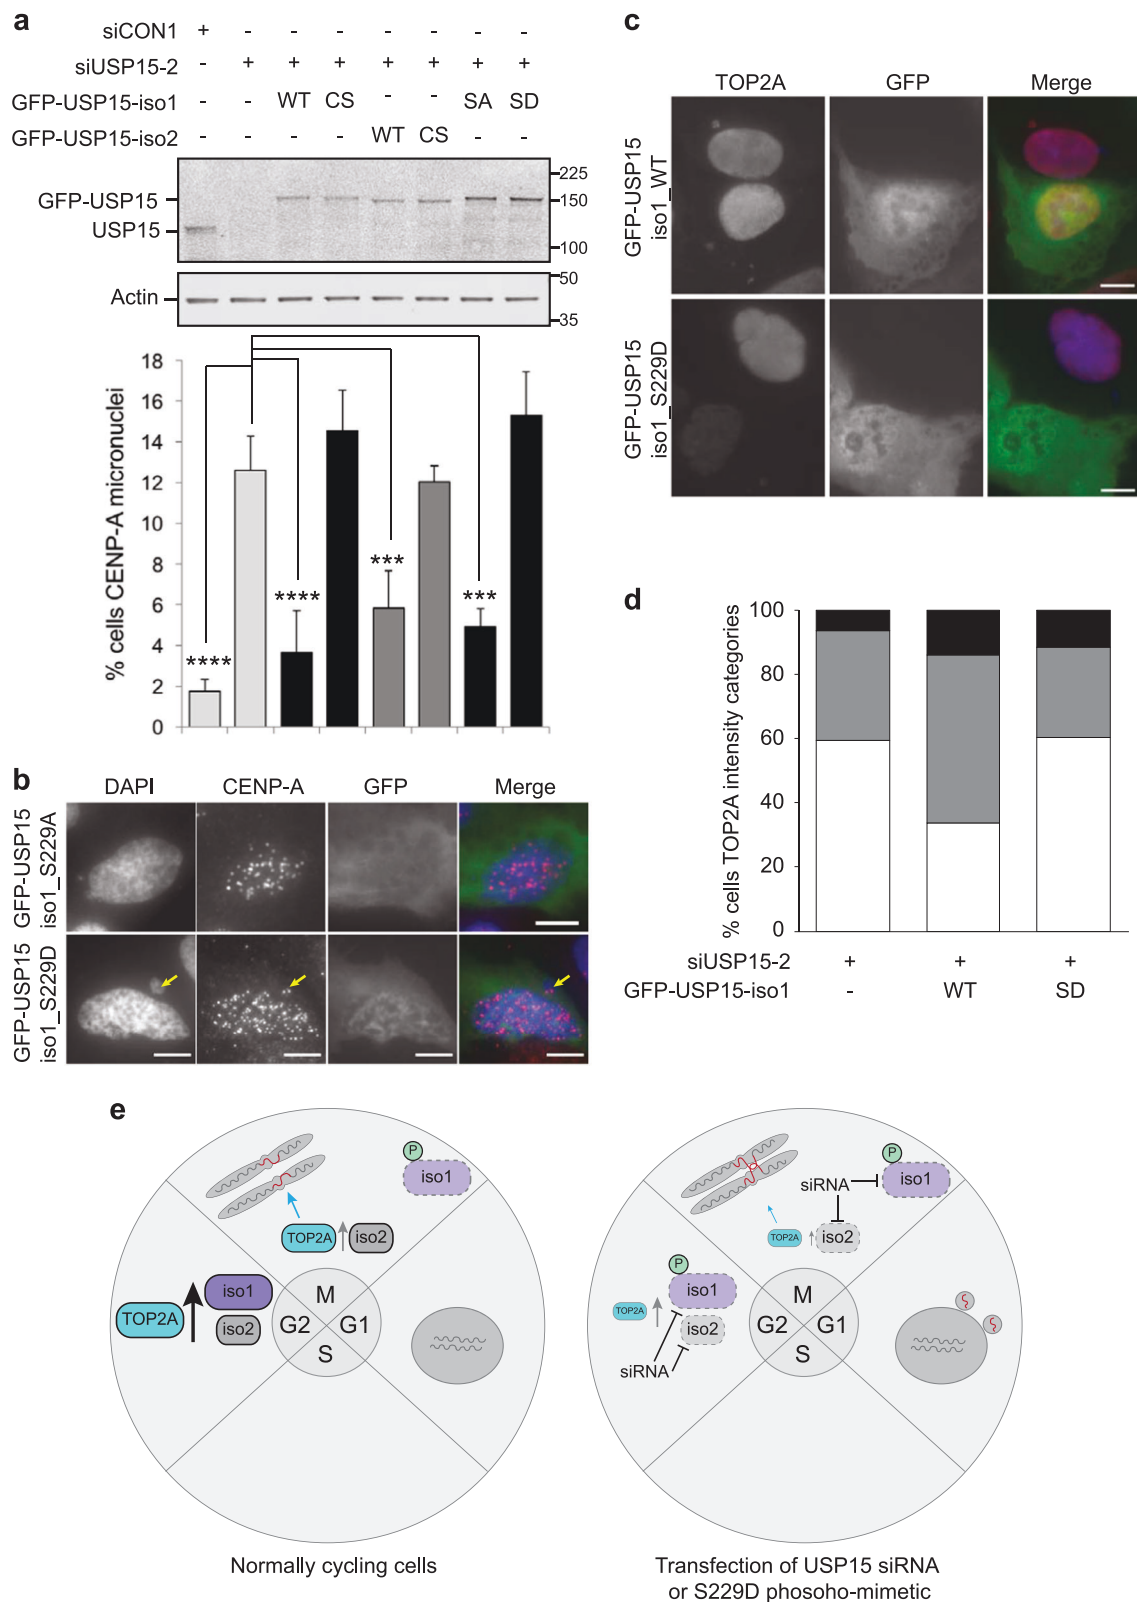 a
siCON1 + - - - - - - -
siUSP15-2 - + + + + + + +
GFP-USP15-iso1 - - WT CS - - SA SD
GFP-USP15-iso2 - - - - WT CS - -
225
GFP-USP15 150
USP15
100
50
Actin
35
% cells CENP-A micronuclei
18
16
14
12
10
8
6
4
2
0
**** **** *** ***
b
DAPI CENP-A GFP Merge
GFP-USP15
iso1_S229A
GFP-USP15
iso1_S229D
c
TOP2A GFP Merge
GFP-USP15
iso1_WT
GFP-USP15
iso1_S229D
d
% cells TOP2A intensity categories
100
80
60
40
20
0
siUSP15-2 + + +
GFP-USP15-iso1 - WT SD
e
P
iso1
TOP2A iso2
TOP2A iso1
iso2
M
G2 G1
S
Normally cycling cells
P
iso1
siRNA
TOP2A iso2
P
iso1
TOP2A
iso2
siRNA
M
G2 G1
S
Transfection of USP15 siRNA
or S229D phosoho-mimetic